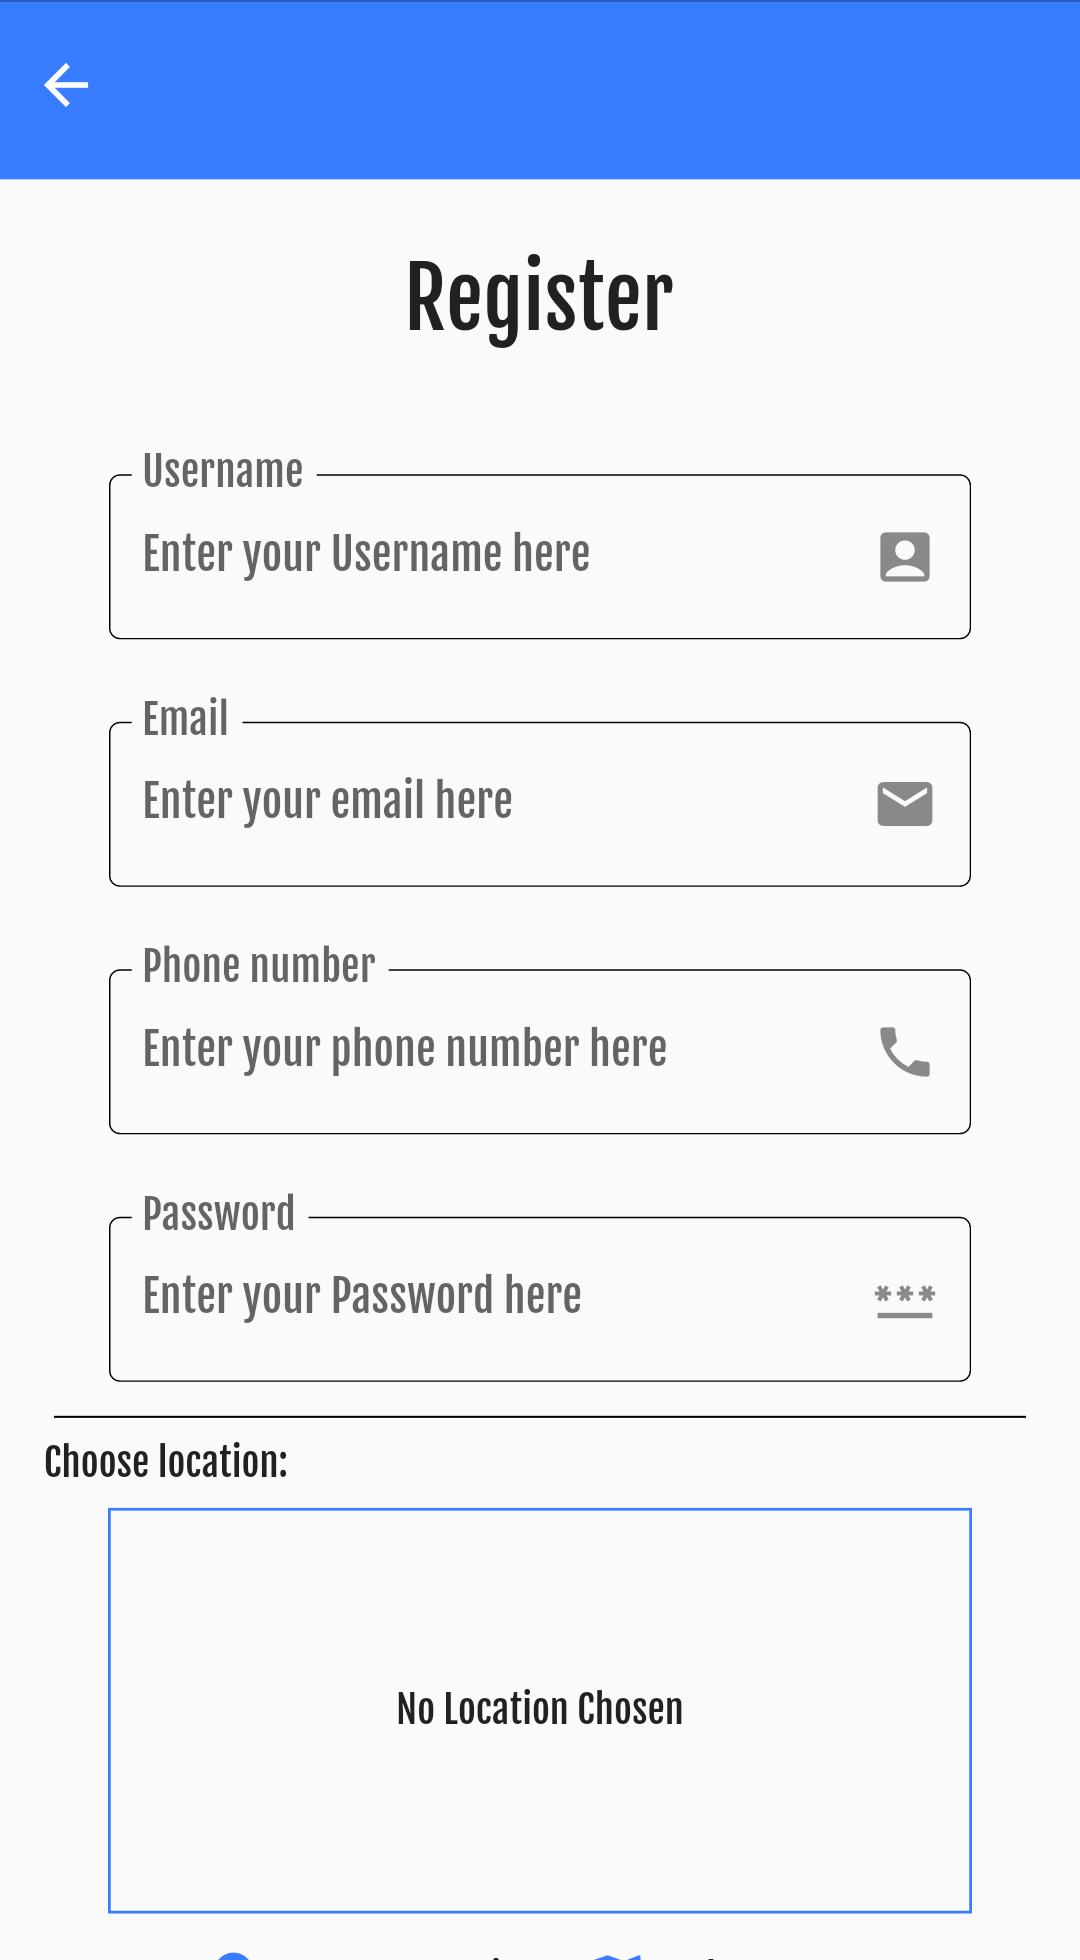 Register
Username
Enter your Username here
Email
Enter your email here
Phone number
Enter your phone number here
Password
Enter your Password here
Choose location:
No Location Chosen